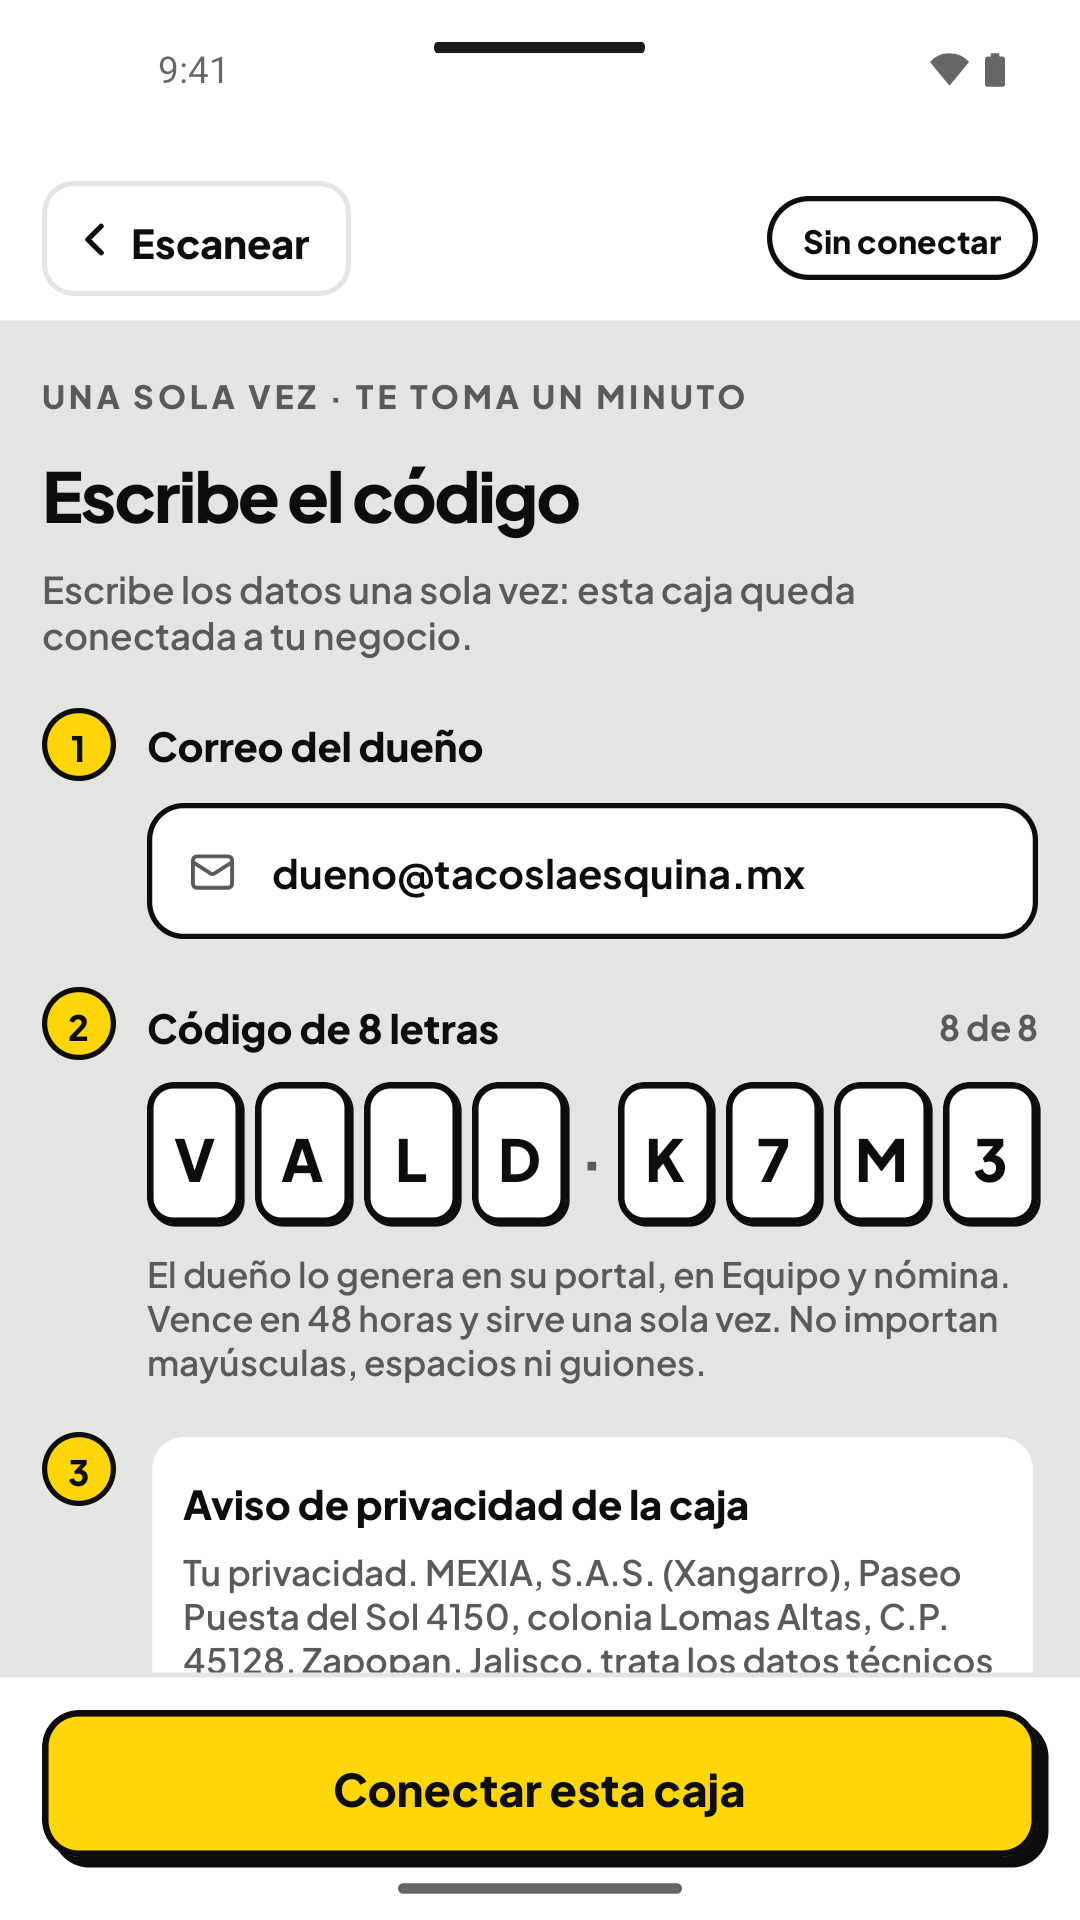 9:41
Escanear
Sin conectar
UNA SOLA VEZ · TE TOMA UN MINUTO
Escribe el código
Escribe los datos una sola vez: esta caja queda
conectada a tu negocio.
1
Correo del dueño
dueno@tacoslaesquina.mx
2
Código de 8 letras
8 de 8
V A L D · K 7 M 3
El dueño lo genera en su portal, en Equipo y nómina.
Vence en 48 horas y sirve una sola vez. No importan
mayúsculas, espacios ni guiones.
3
Aviso de privacidad de la caja
Tu privacidad. MEXIA, S.A.S. (Xangarro), Paseo
Puesta del Sol 4150, colonia Lomas Altas, C.P.
45128, Zapopan, Jalisco, trata los datos técnicos
Conectar esta caja